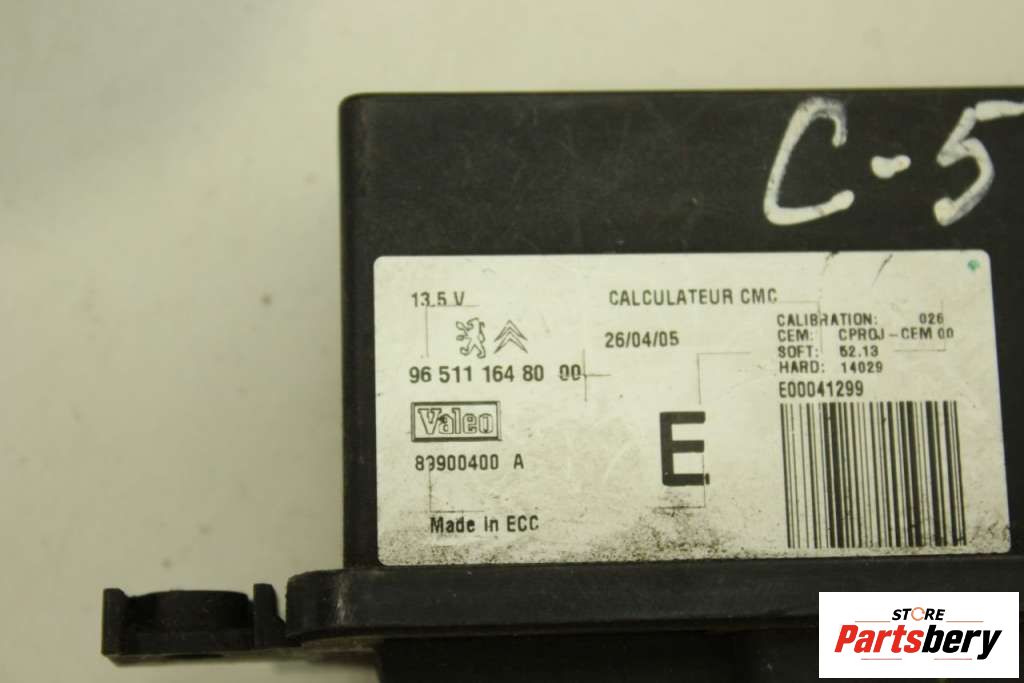 C-5
13.5 V
CALCULATEUR CMC
CALIBRATION: 026
26/04/05
CEM: CPROJ-CEM 00
SOFT: 52.13
HARD: 14029
96 511 164 80 00
E00041299
Valeo
E
89900400 A
Made in ECC
STORE
Partsbery